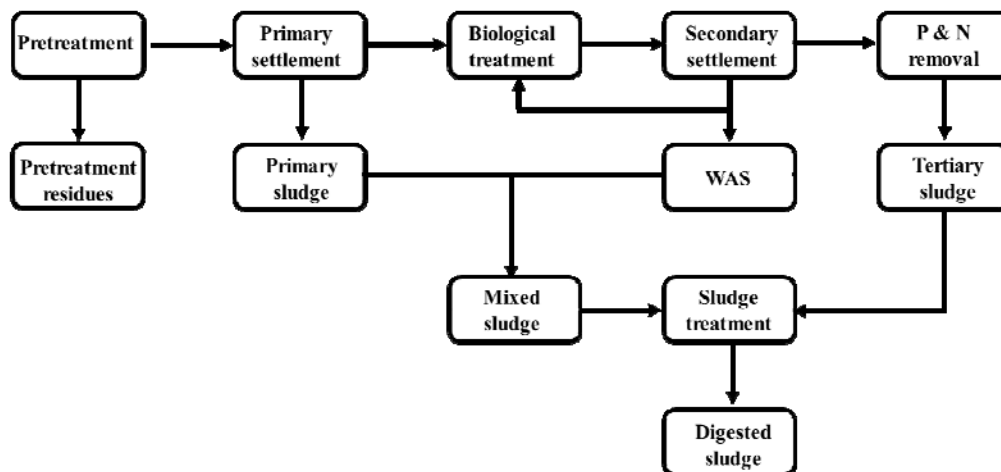 Pretreatment
Primary
settlement
Biological
treatment
Secondary
settlement
P & N
removal
Pretreatment
residues
Primary
sludge
WAS
Tertiary
sludge
Mixed
sludge
Sludge
treatment
Digested
sludge